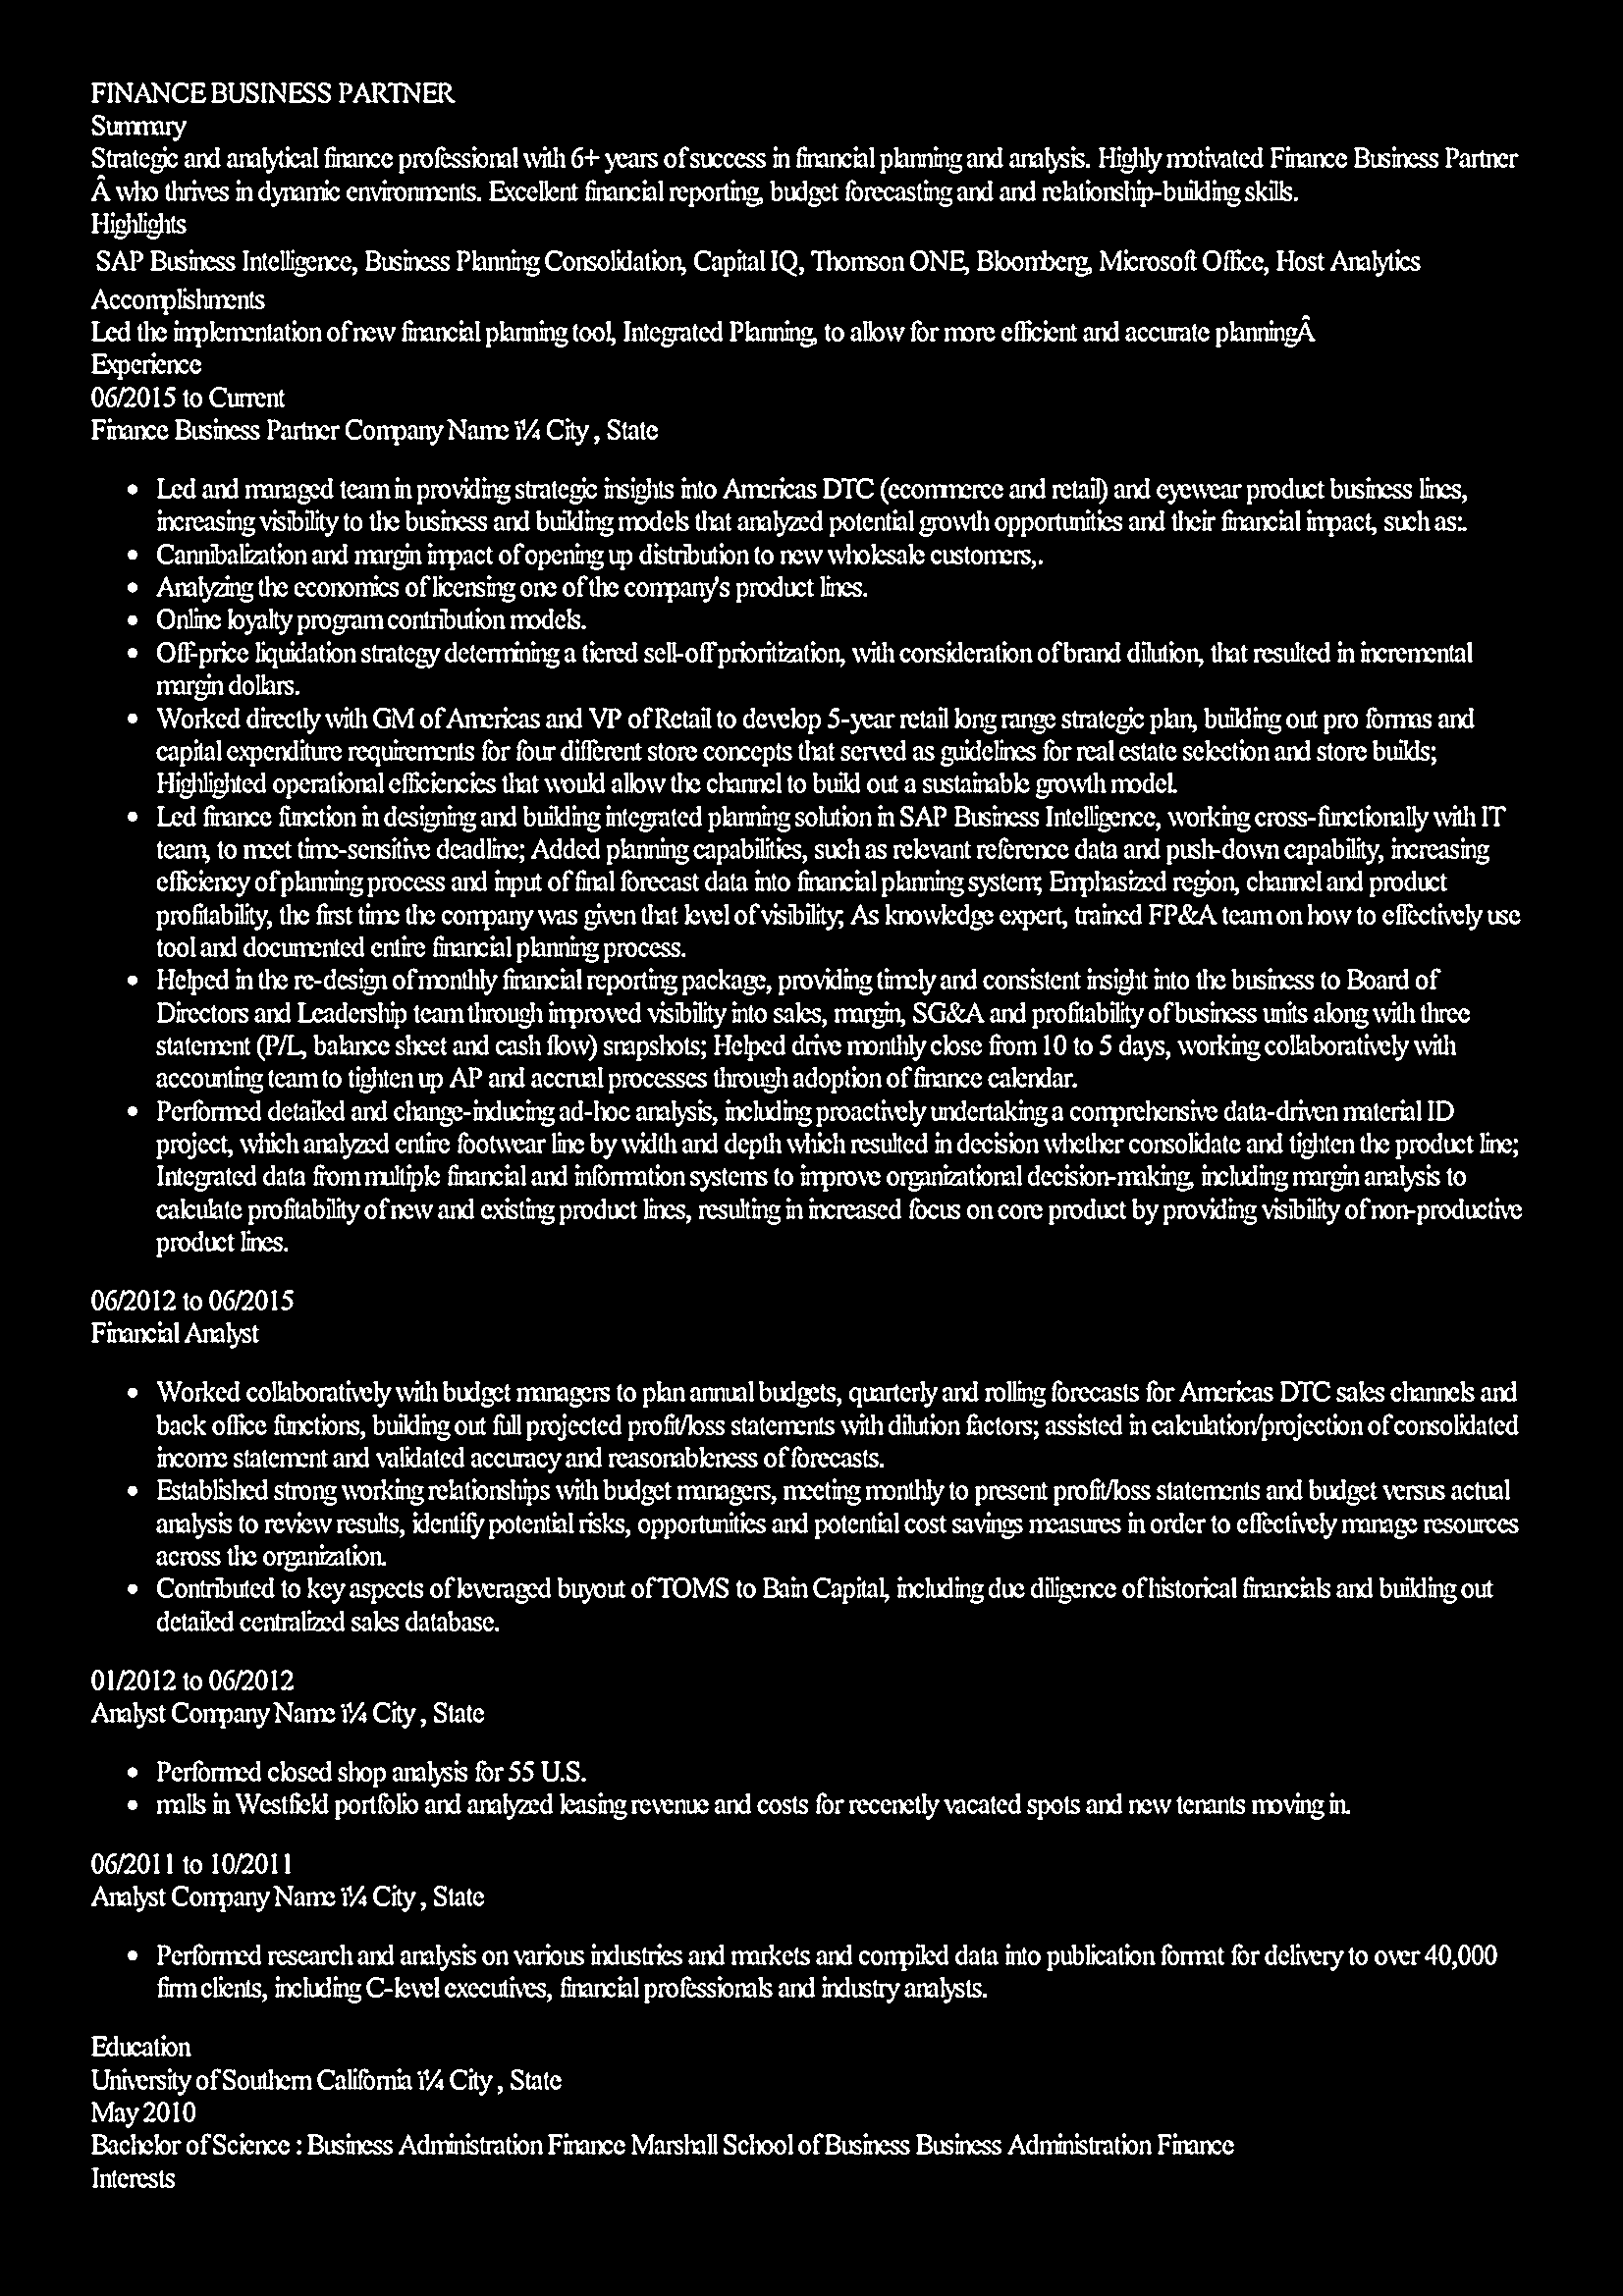 FINANCE BUSINESS PARTNER
Summary
Strategic and analytical finance professional with 6+ years of success in financial planning and analysis. Highly motivated Finance Business Partner
Â who thrives in dynamic environments. Excellent financial reporting, budget forecasting and and relationship-building skills.
Highlights
SAP Business Intelligence, Business Planning Consolidation, Capital IQ, Thomson ONE, Bloomberg, Microsoft Office, Host Analytics
Accomplishments
Led the implementation of new financial planning tool, Integrated Planning, to allow for more efficient and accurate planningÂ
Experience
06/2015 to Current
Finance Business Partner Company Name ï¼ City , State
• Led and managed team in providing strategic insights into Americas DTC (ecommerce and retail) and eyewear product business lines,
increasing visibility to the business and building models that analyzed potential growth opportunities and their financial impact, such as:.
• Cannibalization and margin impact of opening up distribution to new wholesale customers,.
• Analyzing the economics of licensing one of the company's product lines.
• Online loyalty program contribution models.
• Off-price liquidation strategy determining a tiered sell-off prioritization, with consideration of brand dilution, that resulted in incremental
margin dollars.
• Worked directly with GM of Americas and VP of Retail to develop 5-year retail long range strategic plan, building out pro formas and
capital expenditure requirements for four different store concepts that served as guidelines for real estate selection and store builds;
Highlighted operational efficiencies that would allow the channel to build out a sustainable growth model.
• Led finance function in designing and building integrated planning solution in SAP Business Intelligence, working cross-functionally with IT
team, to meet time-sensitive deadline; Added planning capabilities, such as relevant reference data and push-down capability, increasing
efficiency of planning process and input of final forecast data into financial planning system; Emphasized region, channel and product
profitability, the first time the company was given that level of visibility; As knowledge expert, trained FP&A team on how to effectively use
tool and documented entire financial planning process.
• Helped in the re-design of monthly financial reporting package, providing timely and consistent insight into the business to Board of
Directors and Leadership team through improved visibility into sales, margin, SG&A and profitability of business units along with three
statement (P/L, balance sheet and cash flow) snapshots; Helped drive monthly close from 10 to 5 days, working collaboratively with
accounting team to tighten up AP and accrual processes through adoption of finance calendar.
• Performed detailed and change-inducing ad-hoc analysis, including proactively undertaking a comprehensive data-driven material ID
project, which analyzed entire footwear line by width and depth which resulted in decision whether consolidate and tighten the product line;
Integrated data from multiple financial and information systems to improve organizational decision-making, including margin analysis to
calculate profitability of new and existing product lines, resulting in increased focus on core product by providing visibility of non-productive
product lines.
06/2012 to 06/2015
Financial Analyst
• Worked collaboratively with budget managers to plan annual budgets, quarterly and rolling forecasts for Americas DTC sales channels and
back office functions, building out full projected profit/loss statements with dilution factors; assisted in calculation/projection of consolidated
income statement and validated accuracy and reasonableness of forecasts.
• Established strong working relationships with budget managers, meeting monthly to present profit/loss statements and budget versus actual
analysis to review results, identify potential risks, opportunities and potential cost savings measures in order to effectively manage resources
across the organization.
• Contributed to key aspects of leveraged buyout of TOMS to Bain Capital, including due diligence of historical financials and building out
detailed centralized sales database.
01/2012 to 06/2012
Analyst Company Name ï¼ City , State
• Performed closed shop analysis for 55 U.S.
• malls in Westfield portfolio and analyzed leasing revenue and costs for recenetly vacated spots and new tenants moving in.
06/2011 to 10/2011
Analyst Company Name ï¼ City , State
• Performed research and analysis on various industries and markets and compiled data into publication format for delivery to over 40,000
firm clients, including C-level executives, financial professionals and industry analysts.
Education
University of Southern California ï¼ City , State
May 2010
Bachelor of Science : Business Administration Finance Marshall School of Business Business Administration Finance
Interests